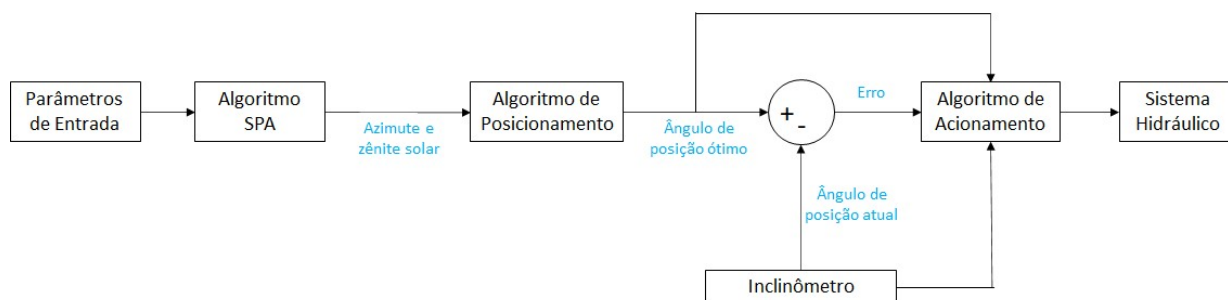 Parâmetros
de Entrada
Algoritmo
SPA
Azimute e
zênite solar
Algoritmo de
Posicionamento
Ângulo de
posição ótimo
+
-
Erro
Algoritmo de
Acionamento
Sistema
Hidráulico
Ângulo de
posição atual
Inclinômetro